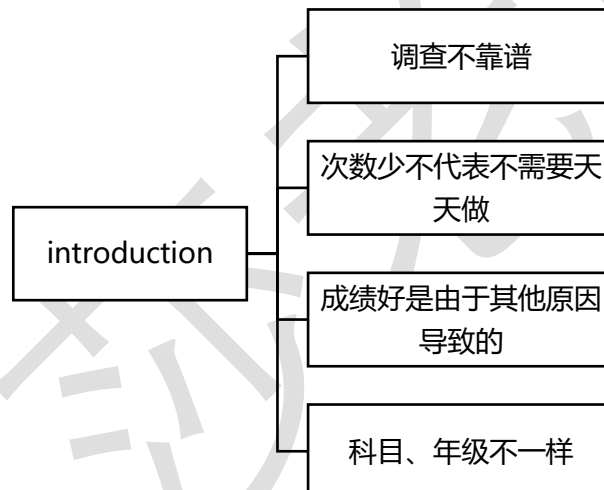 调查不靠谱
次数少不代表不需要天
天做
introduction
成绩好是由于其他原因
导致的
科目、年级不一样